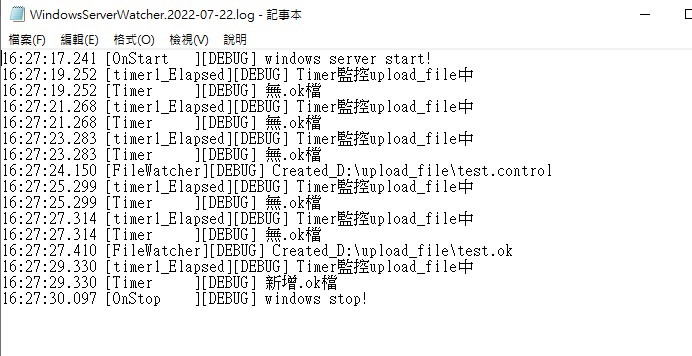 WindowsServerWatcher.2022-07-22.log - 記事本
檔案(F) 編輯(E) 格式(O) 檢視(V) 說明
16:27:17.241 [OnStart   ][DEBUG] windows server start!
16:27:19.252 [timer1_Elapsed][DEBUG] Timer監控upload_file中
16:27:19.252 [Timer     ][DEBUG] 無.ok檔
16:27:21.268 [timer1_Elapsed][DEBUG] Timer監控upload_file中
16:27:21.268 [Timer     ][DEBUG] 無.ok檔
16:27:23.283 [timer1_Elapsed][DEBUG] Timer監控upload_file中
16:27:23.283 [Timer     ][DEBUG] 無.ok檔
16:27:24.150 [FileWatcher][DEBUG] Created_D:\upload_file\test.control
16:27:25.299 [timer1_Elapsed][DEBUG] Timer監控upload_file中
16:27:25.299 [Timer     ][DEBUG] 無.ok檔
16:27:27.314 [timer1_Elapsed][DEBUG] Timer監控upload_file中
16:27:27.314 [Timer     ][DEBUG] 無.ok檔
16:27:27.410 [FileWatcher][DEBUG] Created_D:\upload_file\test.ok
16:27:29.330 [timer1_Elapsed][DEBUG] Timer監控upload_file中
16:27:29.330 [Timer     ][DEBUG] 新增.ok檔
16:27:30.097 [OnStop    ][DEBUG] windows stop!